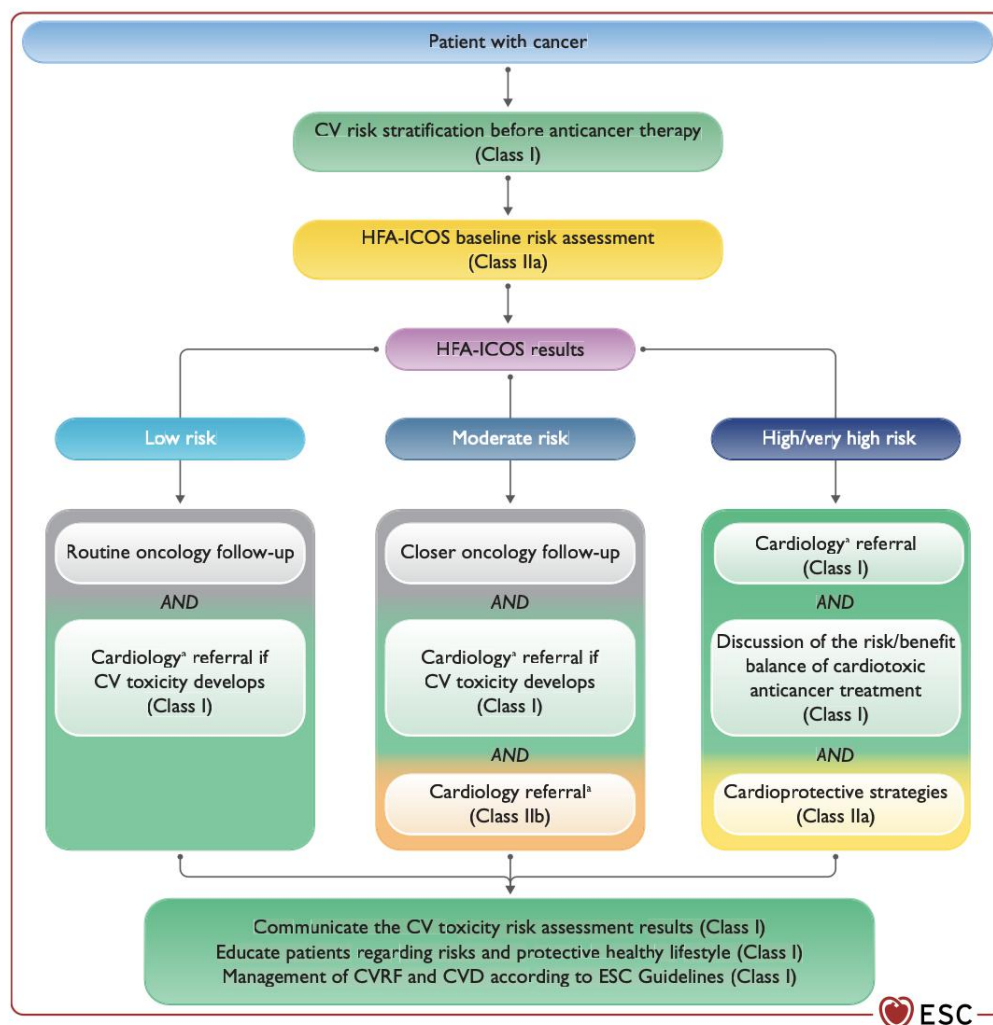 Patient with cancer
CV risk stratification before anticancer therapy
(Class I)
HFA-ICOS baseline risk assessment
(Class IIa)
HFA-ICOS results
Low risk
Moderate risk
High/very high risk
Routine oncology follow-up
AND
Cardiologyᵃ referral if
CV toxicity develops
(Class I)
Closer oncology follow-up
AND
Cardiologyᵃ referral if
CV toxicity develops
(Class I)
AND
Cardiology referralᵃ
(Class IIb)
Cardiologyᵃ referral
(Class I)
AND
Discussion of the risk/benefit
balance of cardiotoxic
anticancer treatment
(Class I)
AND
Cardioprotective strategies
(Class IIa)
Communicate the CV toxicity risk assessment results (Class I)
Educate patients regarding risks and protective healthy lifestyle (Class I)
Management of CVRF and CVD according to ESC Guidelines (Class I)
ESC